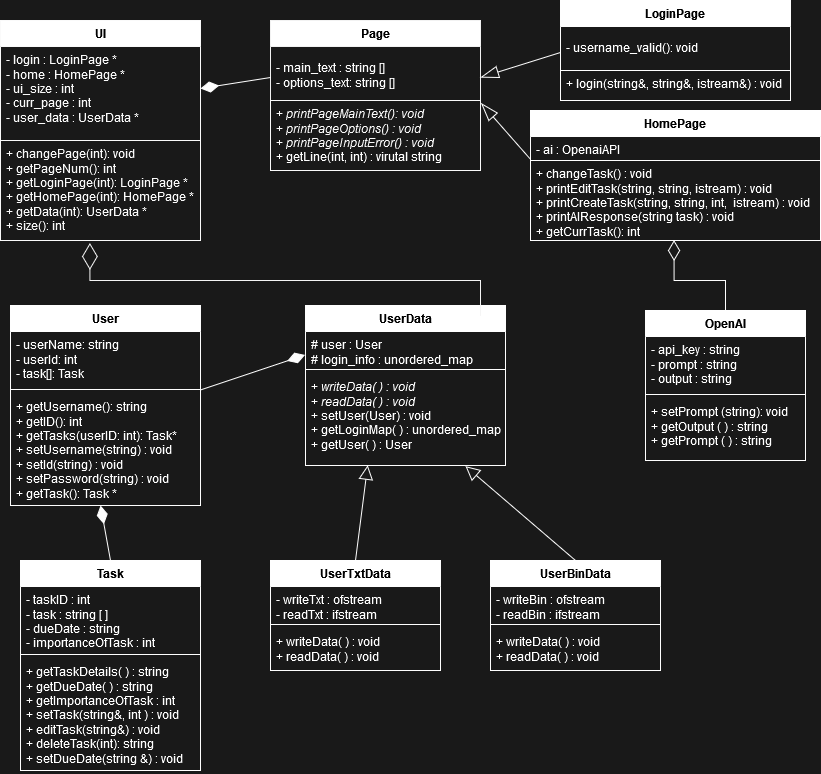 UI
- login : LoginPage *
- home : HomePage *
- ui_size : int
- curr_page : int
- user_data : UserData *
+ changePage(int): void
+ getPageNum(): int
+ getLoginPage(int): LoginPage *
+ getHomePage(int): HomePage *
+ getData(int): UserData *
+ size(): int
Page
- main_text : string []
- options_text: string []
+ printPageMainText(): void
+ printPageOptions() : void
+ printPageInputError() : void
+ getLine(int, int) : virutal string
LoginPage
- username_valid(): void
+ login(string&, string&, istream&) : void
HomePage
- ai : OpenaiAPI
+ changeTask() : void
+ printEditTask(string, string, istream) : void
+ printCreateTask(string, string, int, istream) : void
+ printAIResponse(string task) : void
+ getCurrTask(): int
User
- userName: string
- userId: int
- task[]: Task
+ getUsername(): string
+ getID(): int
+ getTasks(userID: int): Task*
+ setUsername(string) : void
+ setId(string) : void
+ setPassword(string) : void
+ getTask(): Task *
UserData
# user : User
# login_info : unordered_map
+ writeData( ) : void
+ readData( ) : void
+ setUser(User) : void
+ getLoginMap( ) : unordered_map
+ getUser( ) : User
OpenAI
- api_key : string
- prompt : string
- output : string
+ setPrompt (string): void
+ getOutput ( ) : string
+ getPrompt ( ) : string
Task
- taskID : int
- task : string [ ]
- dueDate : string
- importanceOfTask : int
+ getTaskDetails( ) : string
+ getDueDate( ) : string
+ getImportanceOfTask : int
+ setTask(string&, int ) : void
+ editTask(string&) : void
+ deleteTask(int): string
+ setDueDate(string &) : void
UserTxtData
- writeTxt : ofstream
- readTxt : ifstream
+ writeData( ) : void
+ readData( ) : void
UserBinData
- writeBin : ofstream
- readBin : ifstream
+ writeData( ) : void
+ readData( ) : void